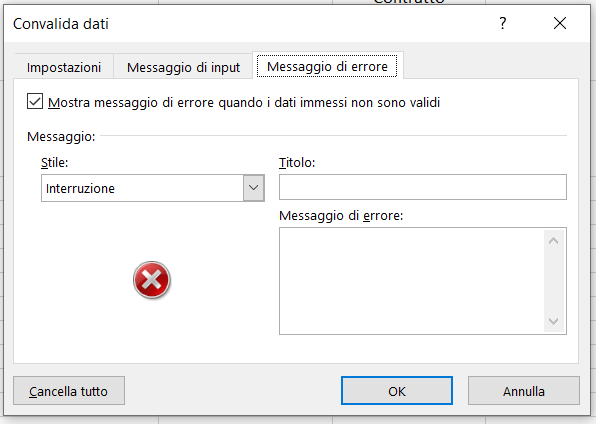 Contratto
Convalida dati
?
Impostazioni
Messaggio di input
Messaggio di errore
Mostra messaggio di errore quando i dati immessi non sono validi
Messaggio:
Stile:
Titolo:
Interruzione
Messaggio di errore:
Cancella tutto
OK
Annulla